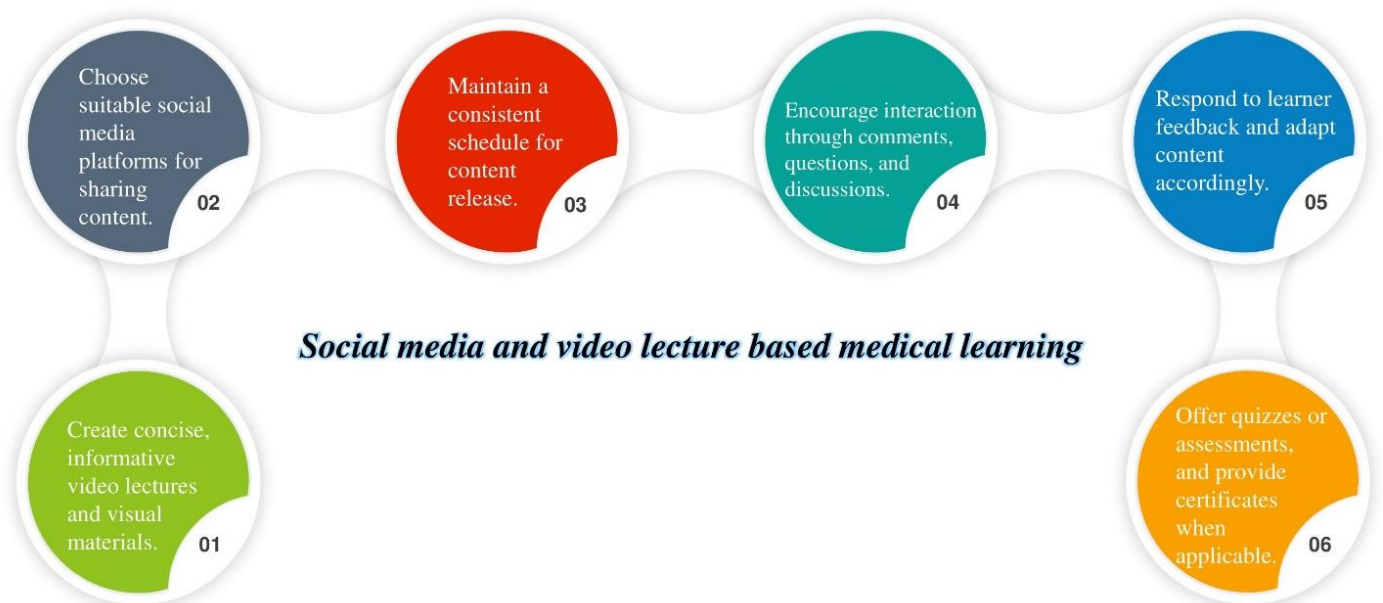 Choose
suitable social
media
platforms for
sharing
content.
02
Maintain a
consistent
schedule for
content
release.
03
Encourage interaction
through comments,
questions, and
discussions.
04
Respond to learner
feedback and adapt
content
accordingly.
05
Social media and video lecture based medical learning
Create concise,
informative
video lectures
and visual
materials.
01
Offer quizzes or
assessments,
and provide
certificates
when
applicable.
06